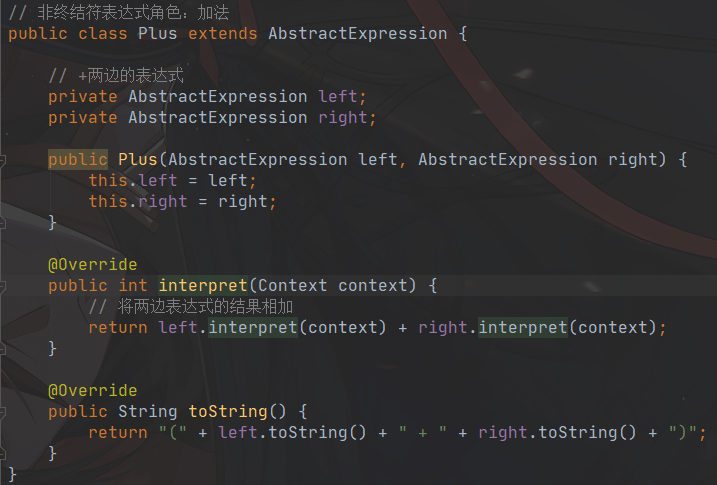 // 非终结符表达式角色：加法
public class Plus extends AbstractExpression {
// +两边的表达式
private AbstractExpression left;
private AbstractExpression right;
public Plus(AbstractExpression left, AbstractExpression right) {
this.left = left;
this.right = right;
}
@Override
public int interpret(Context context) {
// 将两边表达式的结果相加
return left.interpret(context) + right.interpret(context);
}
@Override
public String toString() {
return "(" + left.toString() + " + " + right.toString() + ")";
}
}